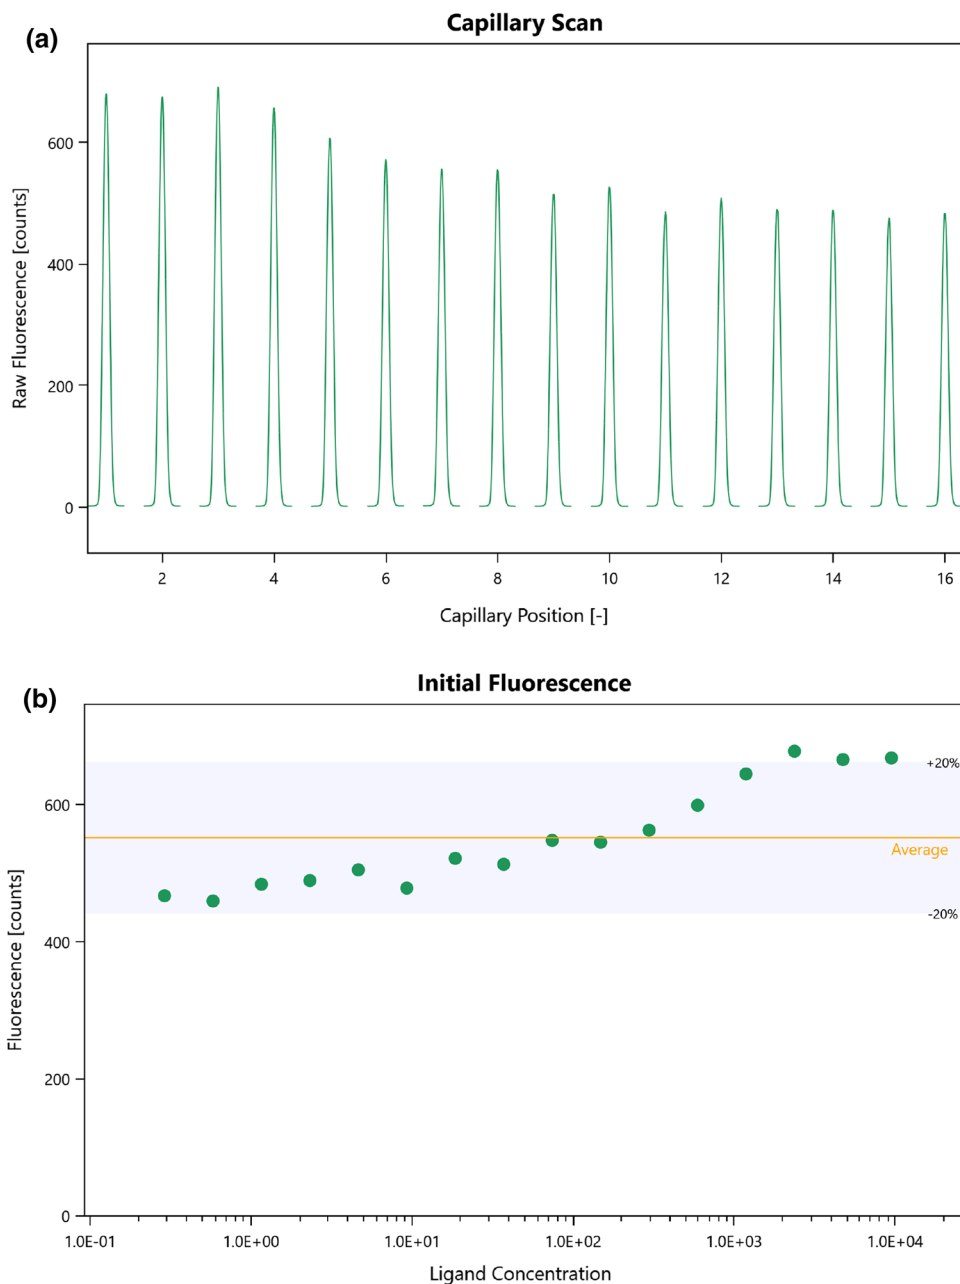 (a)
Capillary Scan
Raw Fluorescence [counts]
600
400
200
0
2 4 6 8 10 12 14 16
Capillary Position [-]
(b)
Initial Fluorescence
Fluorescence [counts]
+20%
600
Average
-20%
400
200
0
1.0E-01 1.0E+00 1.0E+01 1.0E+02 1.0E+03 1.0E+04
Ligand Concentration